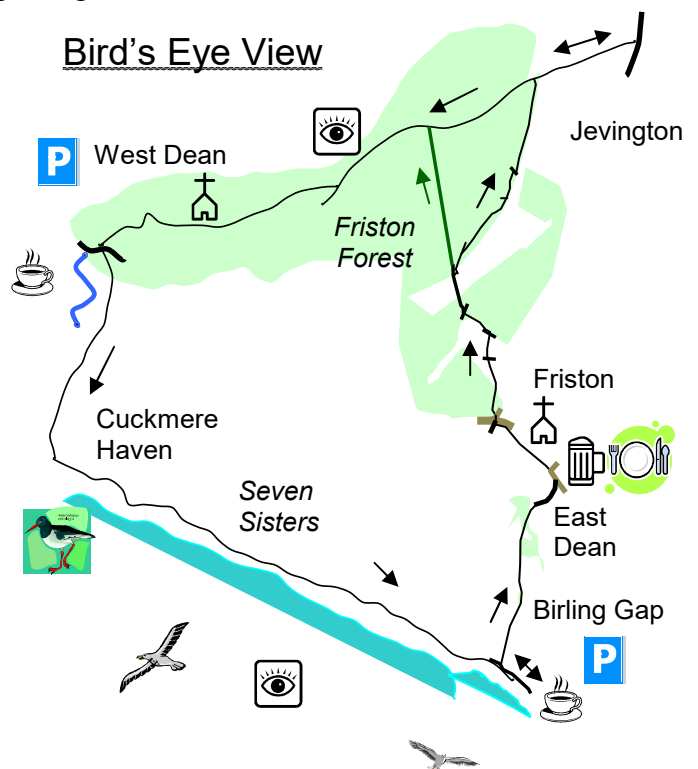 Bird's Eye View
Jevington
P
West Dean
Friston
Forest
Friston
Cuckmere
Haven
Seven
Sisters
East
Dean
Birling Gap
P